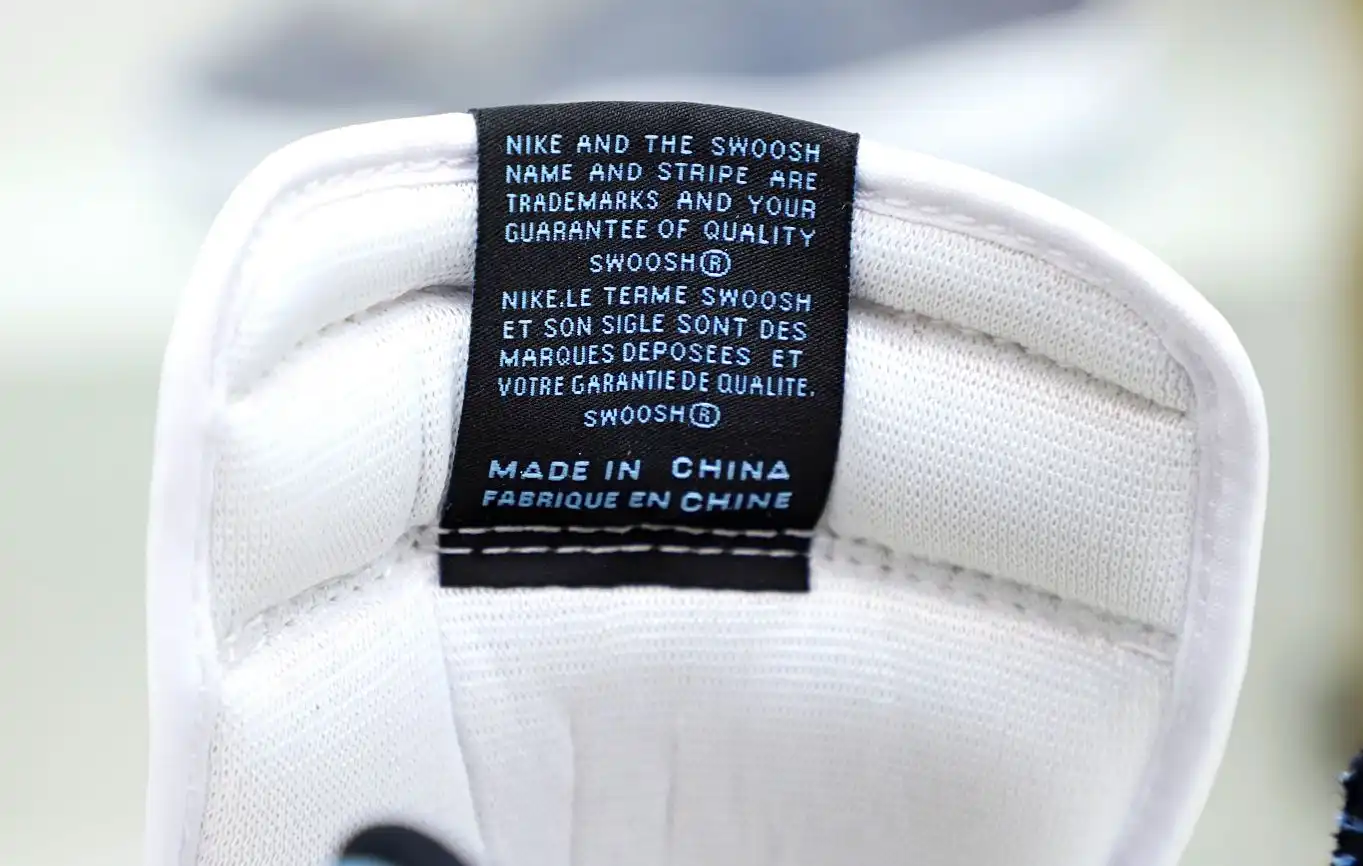 NIKE AND THE SWOOSH
NAME AND STRIPE ARE
TRADEMARKS AND YOUR
GUARANTEE OF QUALITY
SWOOSH®
NIKE.LE TERME SWOOSH
ET SON SIGLE SONT DES
MARQUES DEPOSEES ET
VOTRE GARANTIE DE QUALITE.
SWOOSH®
MADE IN CHINA
FABRIQUE EN CHINE